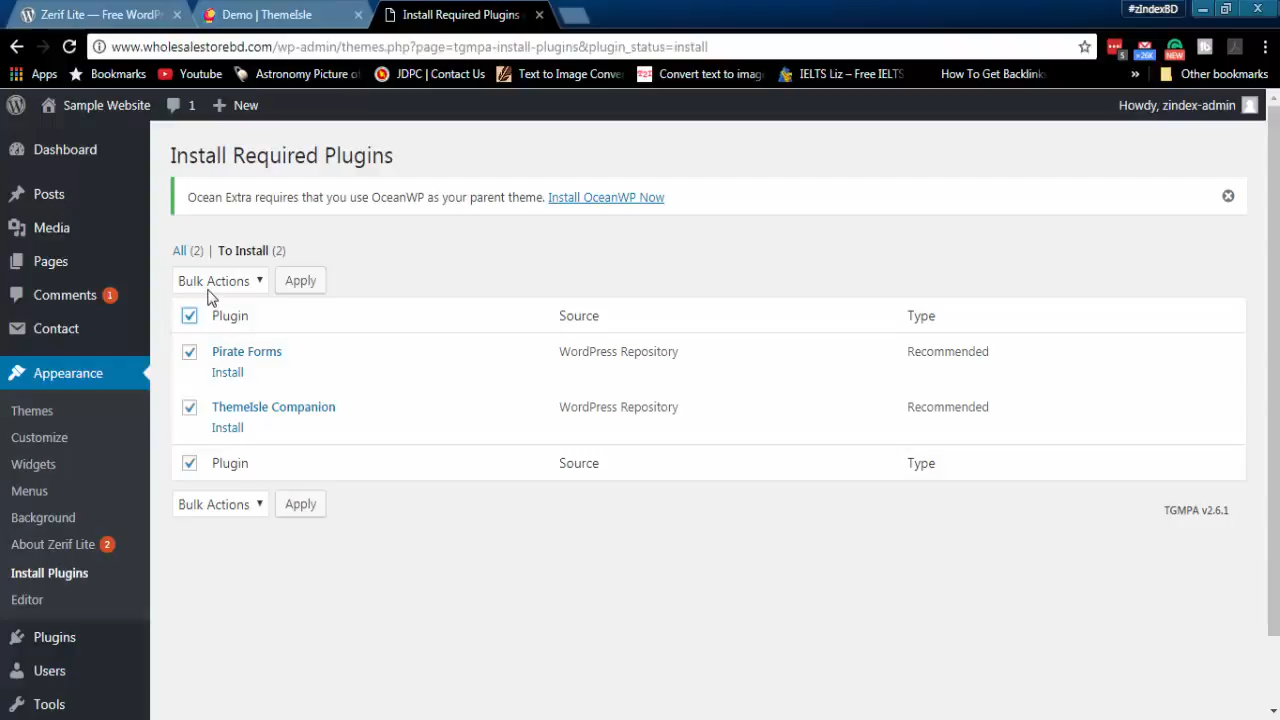 Zerif Lite — Free WordP
Demo | ThemeIsle
Install Required Plugins
#zIndexBD
www.wholesalestorebd.com/wp-admin/themes.php?page=tgmpa-install-plugins&plugin_status=install
5
+26K
NEW
Apps
Bookmarks
Youtube
Astronomy Picture of
JDPC | Contact Us
Text to Image Conve
T2I
Convert text to imag
IELTS Liz – Free IELTS
How To Get Backlink
»
Other bookmarks
Sample Website
1
New
Howdy, zindex-admin
Dashboard
Posts
Media
Pages
Comments 1
Contact
Appearance
Themes
Customize
Widgets
Menus
Background
About Zerif Lite 2
Install Plugins
Editor
Plugins
Users
Tools
Install Required Plugins
Ocean Extra requires that you use OceanWP as your parent theme. Install OceanWP Now
All (2) | To Install (2)
Bulk Actions Apply
Plugin Source Type
Pirate Forms WordPress Repository Recommended
Install
ThemeIsle Companion WordPress Repository Recommended
Install
Plugin Source Type
Bulk Actions Apply
TGMPA v2.6.1